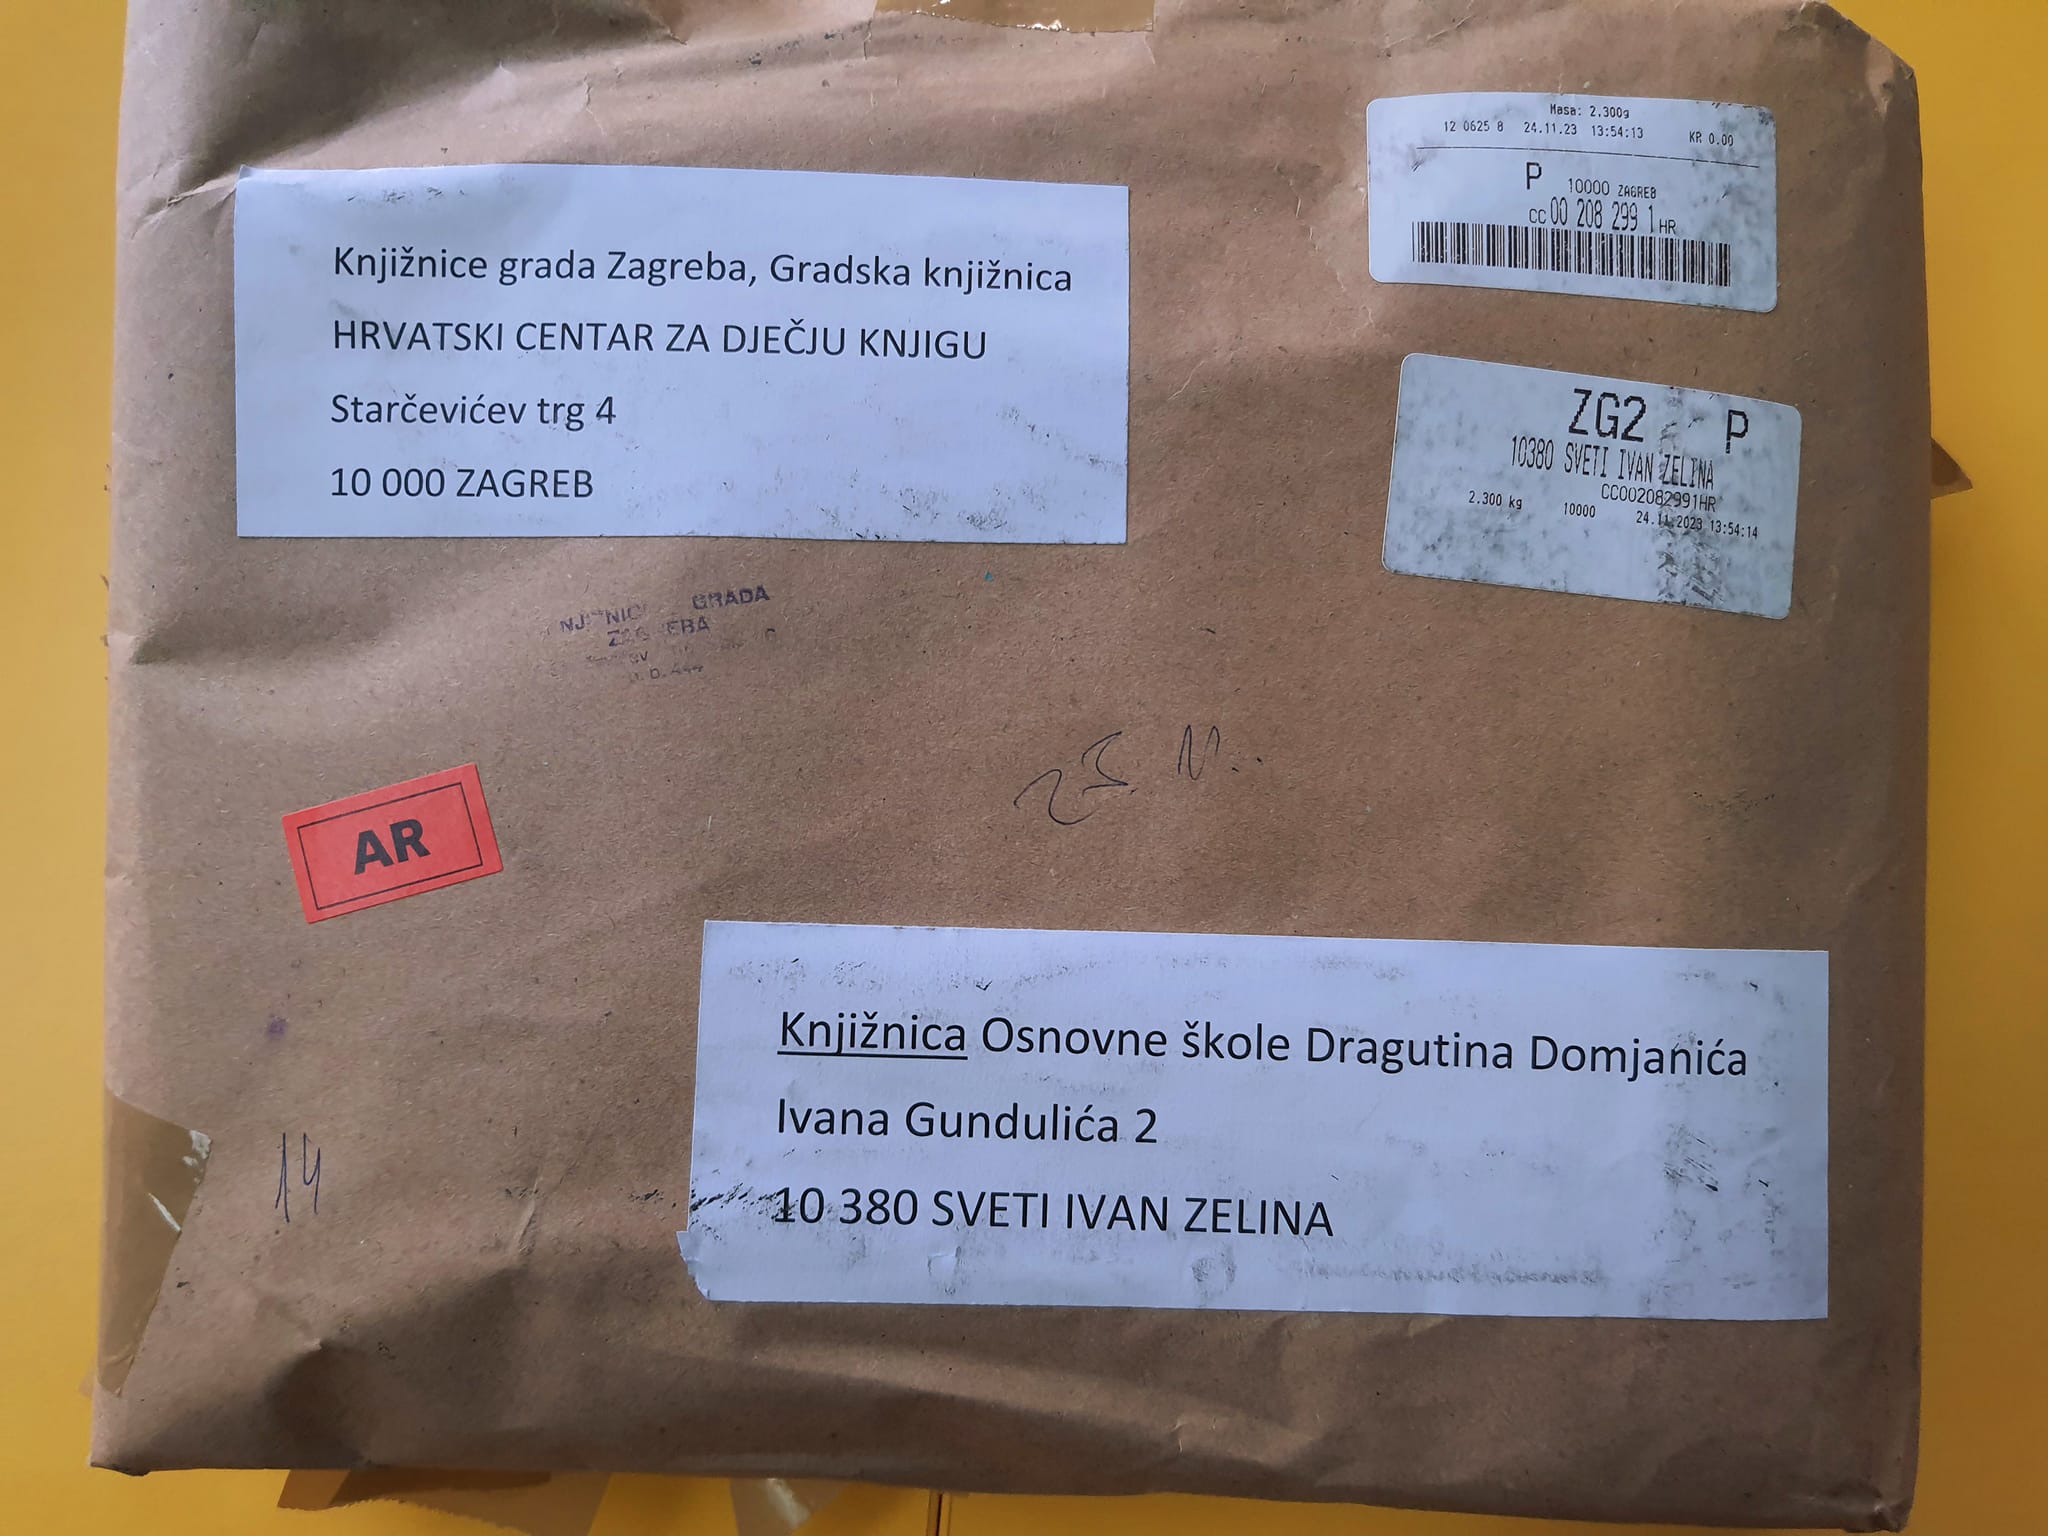 Masa: 2.300g
12 0625 8 24.11.23 13:54:13 KR 0.00
P 10000 ZAGREB
CC 00 208 299 1 HR
Knjižnice grada Zagreba, Gradska knjižnica
HRVATSKI CENTAR ZA DJEČJU KNJIGU
Starčevićev trg 4
10 000 ZAGREB
ZG2 P
10380 SVETI IVAN ZELINA
CC002082991HR
2.300 kg 10000 24.11.2023 13:54:14
GRADA
AR
Knjižnica Osnovne škole Dragutina Domjanića
Ivana Gundulića 2
10 380 SVETI IVAN ZELINA
14